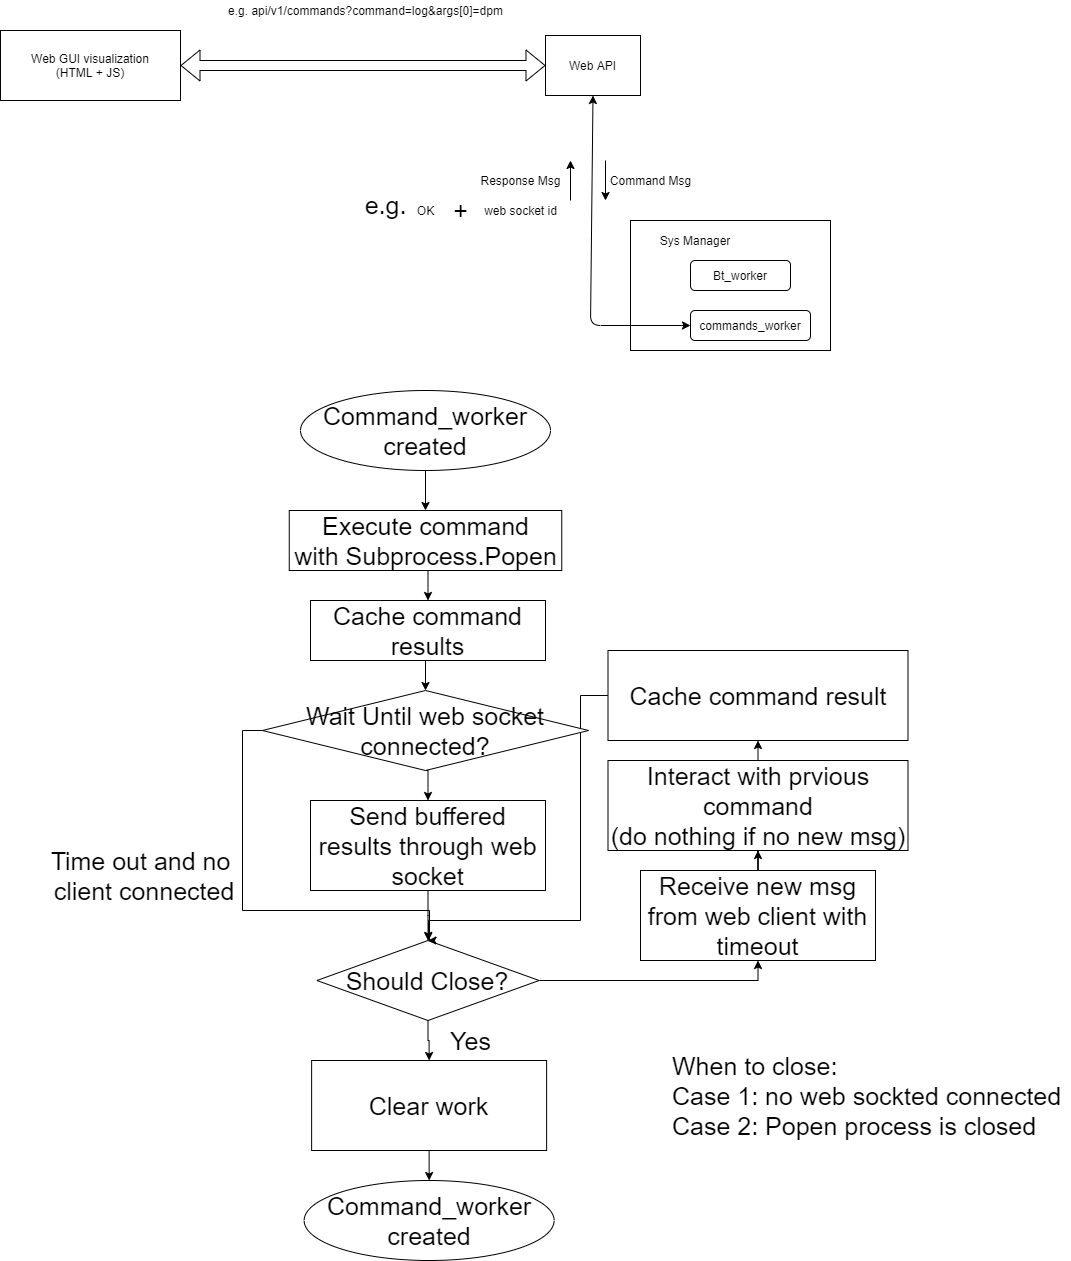 e.g. api/v1/commands?command=log&args[0]=dpm
Web GUI visualization
(HTML + JS)
Web API
Response Msg
Command Msg
e.g. OK + web socket id
Sys Manager
Bt_worker
commands_worker
Command_worker
created
Execute command
with Subprocess.Popen
Cache command
results
Wait Until web socket
connected?
Send buffered
results through web
socket
Time out and no
client connected
Cache command result
Interact with prvious
command
(do nothing if no new msg)
Receive new msg
from web client with
timeout
Should Close?
Yes
Clear work
When to close:
Case 1: no web sockted connected
Case 2: Popen process is closed
Command_worker
created